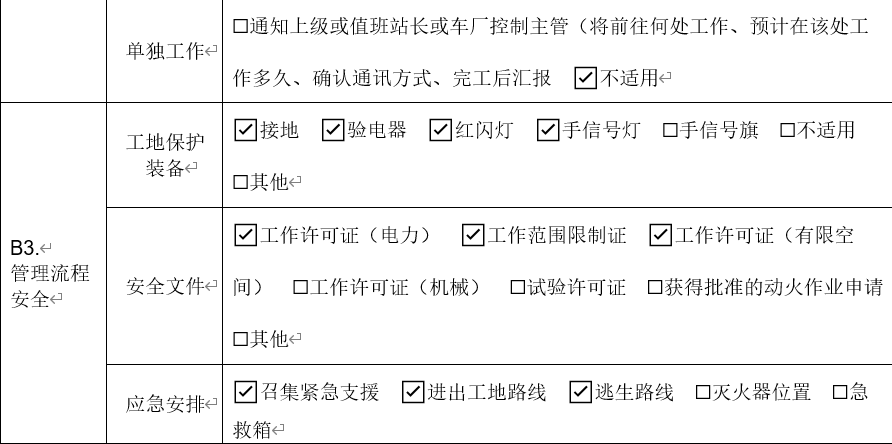 单独工作
☐通知上级或值班站长或车厂控制主管（将前往何处工作、预计在该处工
作多久、确认通讯方式、完工后汇报 ☑不适用
B3.
管理流程
安全
工地保护
装备
☑接地 ☑验电器 ☑红闪灯 ☑手信号灯 ☐手信号旗 ☐不适用
☐其他
安全文件
☑工作许可证（电力） ☑工作范围限制证 ☑工作许可证（有限空
间） ☐工作许可证（机械） ☐试验许可证 ☐获得批准的动火作业申请
☐其他
应急安排
☑召集紧急支援 ☑进出工地路线 ☑逃生路线 ☐灭火器位置 ☐急
救箱